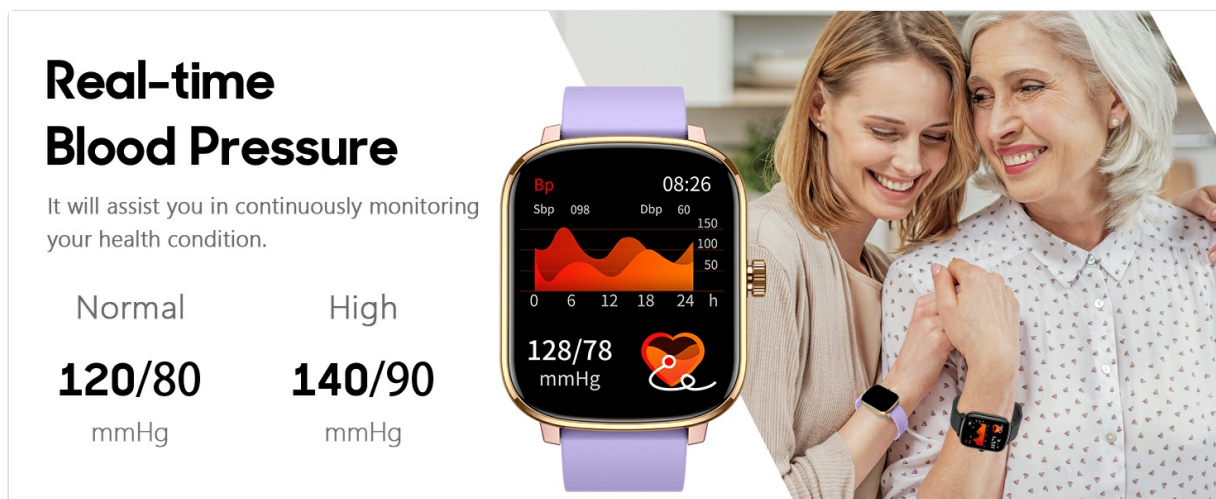 Real-time
Blood Pressure
It will assist you in continuously monitoring
your health condition.
Normal High
120/80 140/90
mmHg mmHg
Bp 08:26
Sbp 098 Dbp 60
150
100
50
0 6 12 18 24 h
128/78
mmHg